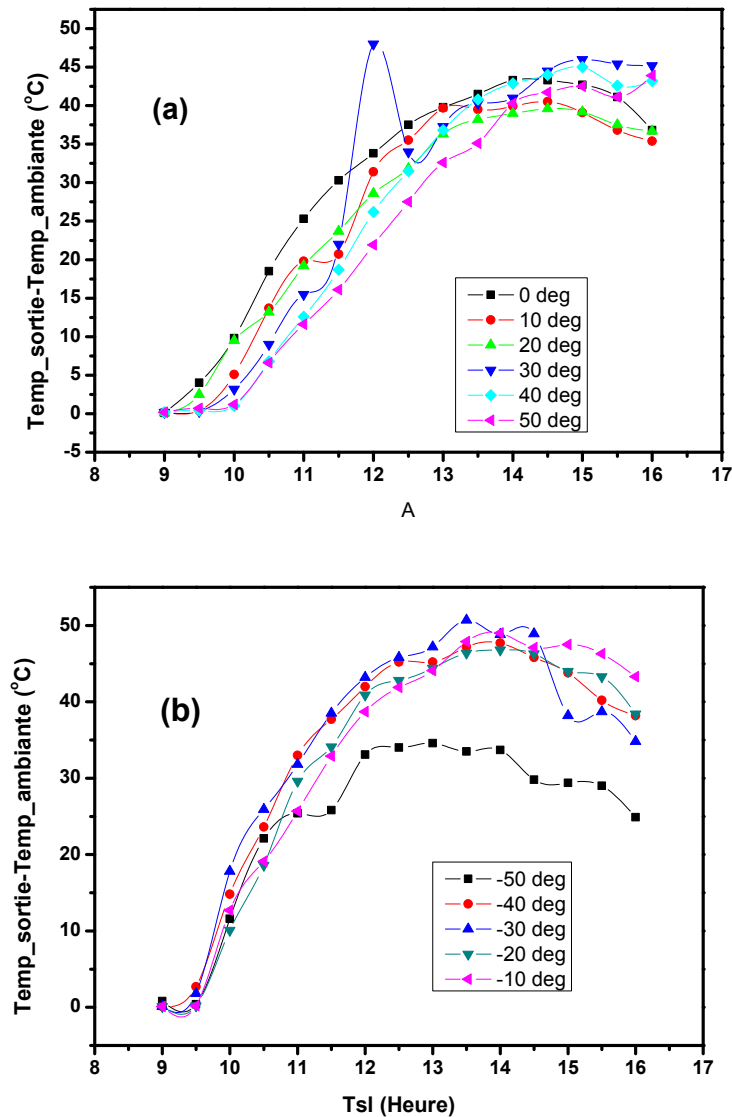 (a)
Temp_sortie-Temp_ambiante (°C)
50
45
40
35
30
25
20
15
10
5
0
-5
8 9 10 11 12 13 14 15 16 17
A
0 deg
10 deg
20 deg
30 deg
40 deg
50 deg
(b)
Temp_sortie-Temp_ambiante (°C)
50
40
30
20
10
0
8 9 10 11 12 13 14 15 16 17
Tsl (Heure)
-50 deg
-40 deg
-30 deg
-20 deg
-10 deg